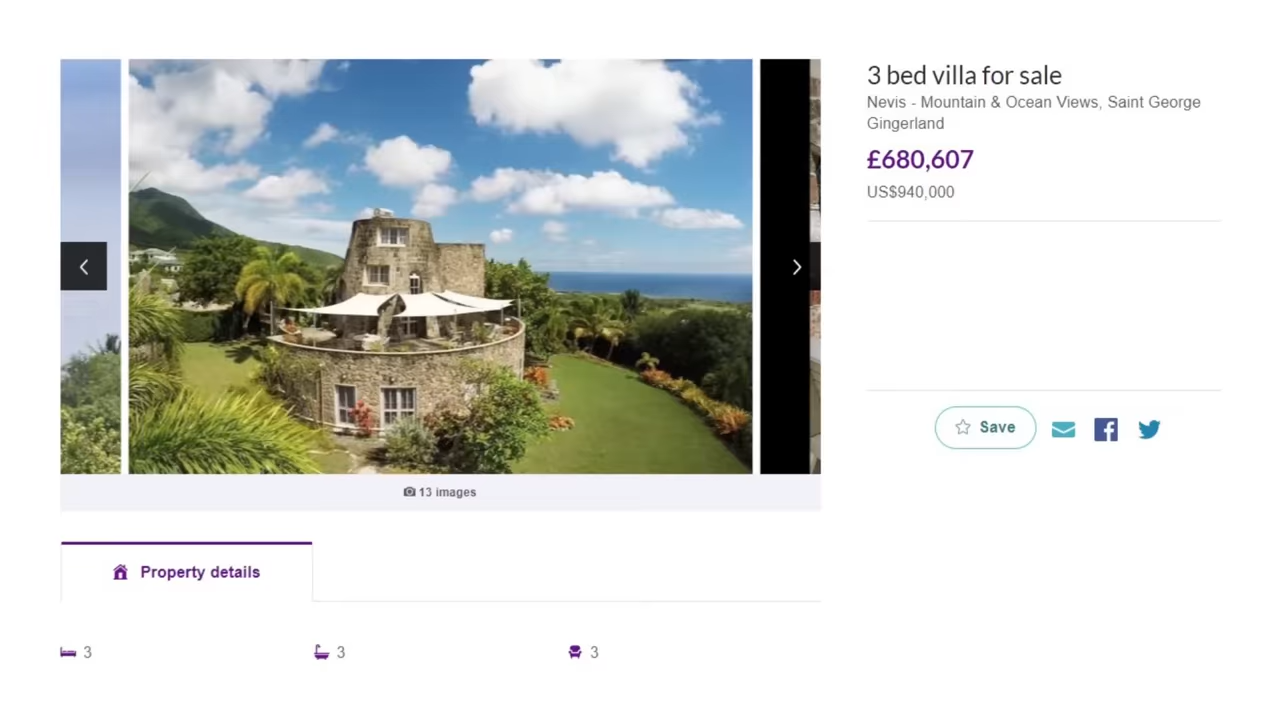 3 bed villa for sale
Nevis - Mountain & Ocean Views, Saint George
Gingerland
£680,607
US$940,000
Save
13 images
Property details
3
3
3